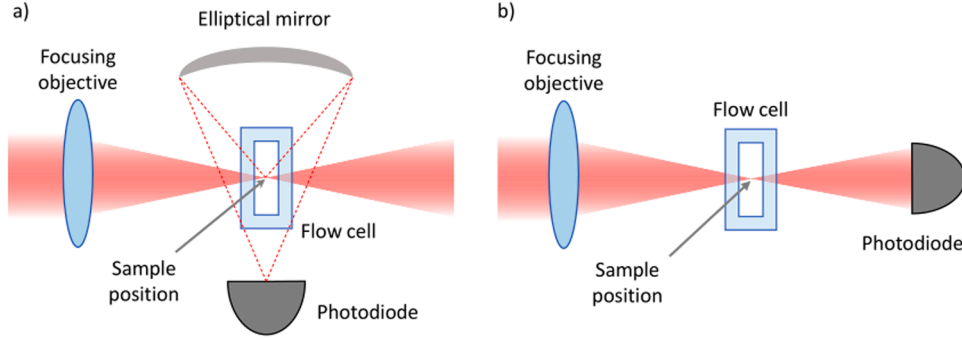 a)
Elliptical mirror
Focusing
objective
Flow cell
Sample
position
Photodiode
b)
Focusing
objective
Flow cell
Photodiode
Sample
position